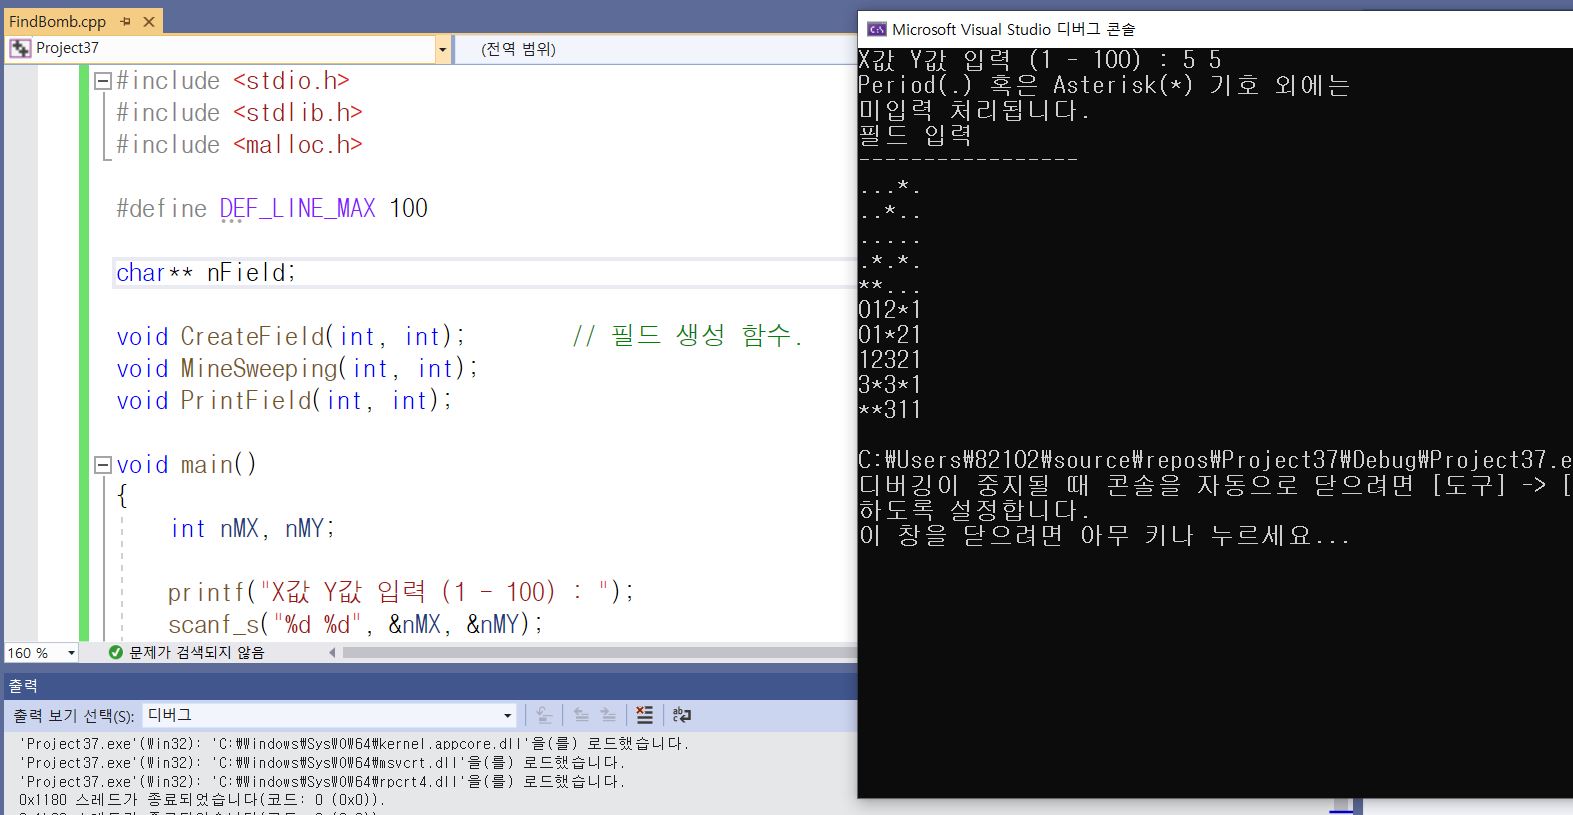 FindBomb.cpp
Project37
(전역 범위)
#include <stdio.h>
#include <stdlib.h>
#include <malloc.h>
#define DEF_LINE_MAX 100
char** nField;
void CreateField(int, int); // 필드 생성 함수.
void MineSweeping(int, int);
void PrintField(int, int);
void main()
{
int nMX, nMY;
printf("X값 Y값 입력 (1 - 100) : ");
scanf_s("%d %d", &nMX, &nMY);
160 %
문제가 검색되지 않음
출력
출력 보기 선택(S): 디버그
'Project37.exe'(Win32): 'C:\Windows\SysWOW64\kernel.appcore.dll'을(를) 로드했습니다.
'Project37.exe'(Win32): 'C:\Windows\SysWOW64\msvcrt.dll'을(를) 로드했습니다.
'Project37.exe'(Win32): 'C:\Windows\SysWOW64\rpcrt4.dll'을(를) 로드했습니다.
0x1180 스레드가 종료되었습니다(코드: 0 (0x0)).
Microsoft Visual Studio 디버그 콘솔
X값 Y값 입력 (1 - 100) : 5 5
Period(.) 혹은 Asterisk(*) 기호 외에는
미입력 처리됩니다.
필드 입력
-----------------
...*.
..*..
.....
.*.*.
**...
012*1
01*21
12321
3*3*1
**311
C:\Users\82102\source\repos\Project37\Debug\Project37.e
디버깅이 중지될 때 콘솔을 자동으로 닫으려면 [도구] -> [
하도록 설정합니다.
이 창을 닫으려면 아무 키나 누르세요...